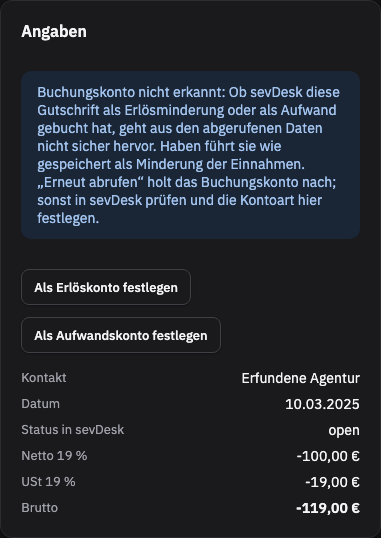 Angaben
Buchungskonto nicht erkannt: Ob sevDesk diese
Gutschrift als Erlösminderung oder als Aufwand
gebucht hat, geht aus den abgerufenen Daten
nicht sicher hervor. Haben führt sie wie
gespeichert als Minderung der Einnahmen.
„Erneut abrufen“ holt das Buchungskonto nach;
sonst in sevDesk prüfen und die Kontoart hier
festlegen.
Als Erlöskonto festlegen
Als Aufwandskonto festlegen
Kontakt Erfundene Agentur
Datum 10.03.2025
Status in sevDesk open
Netto 19 % -100,00 €
USt 19 % -19,00 €
Brutto -119,00 €